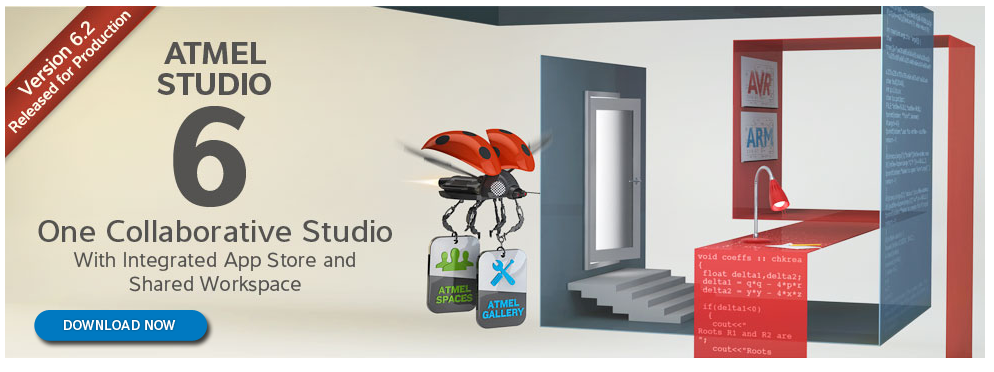 Version 6.2
Released for Production
ATMEL
STUDIO
6
One Collaborative Studio
With Integrated App Store and
Shared Workspace
DOWNLOAD NOW
ATMEL
SPACES
ATMEL
GALLERY
AVR
ARM
void coeffs :: chkrea
{
float delta1,delta2;
delta1 = q*q - 4*p*r
delta2 = y*y - 4*x*z
if(delta1<0)
{
cout<<"
Roots R1 and R2 are
";
cout<<"Roots